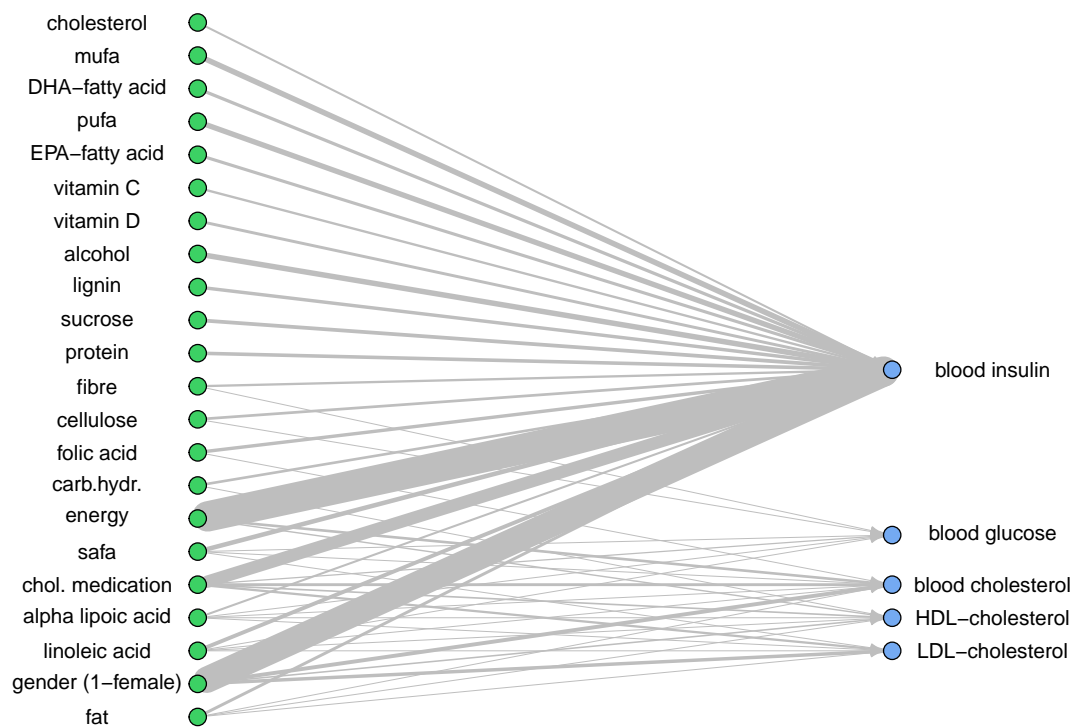 cholesterol
mufa
DHA−fatty acid
pufa
EPA−fatty acid
vitamin C
vitamin D
alcohol
lignin
sucrose
protein
fibre
cellulose
folic acid
carb.hydr.
energy
safa
chol. medication
alpha lipoic acid
linoleic acid
gender (1−female)
fat
blood insulin
blood glucose
blood cholesterol
HDL−cholesterol
LDL−cholesterol